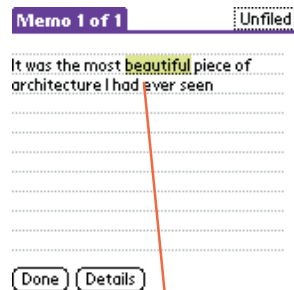 Memo 1 of 1
Unfiled
It was the most beautiful piece of
architecture I had ever seen
Done
Details